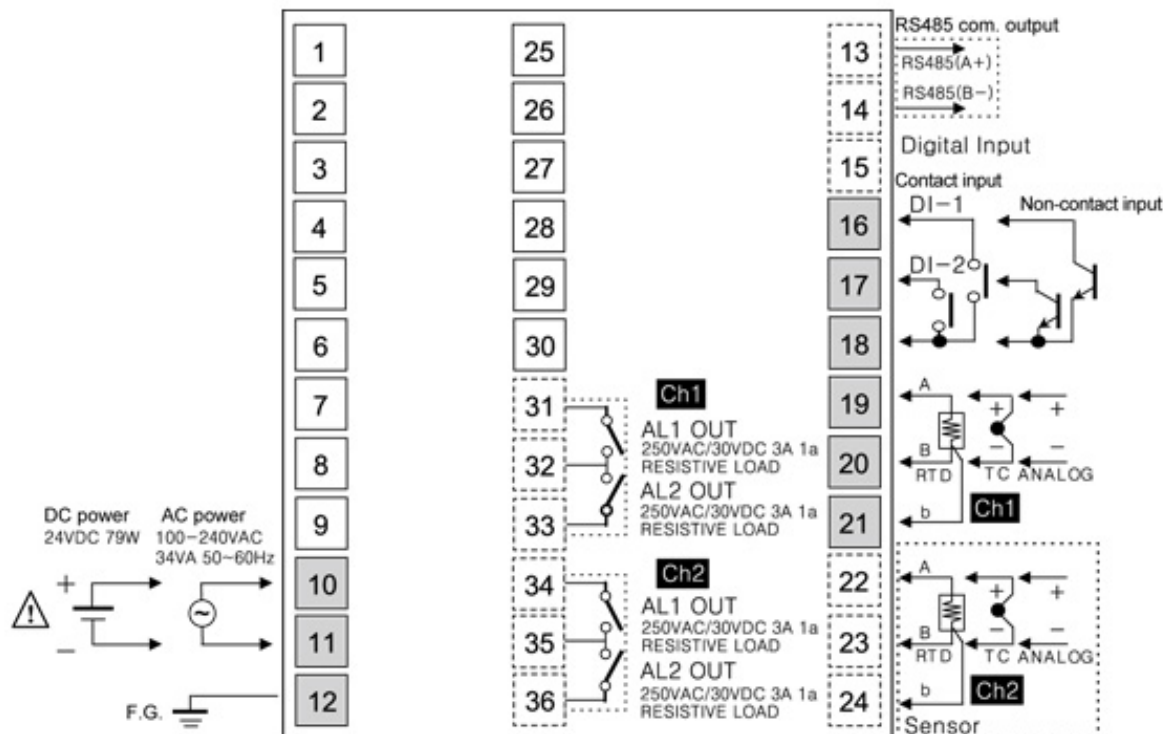 1
2
3
4
5
6
7
8
9
DC power
24VDC 79W
AC power
100-240VAC
34VA 50~60Hz
+
−
~
10
11
12
F.G.
25
26
27
28
29
30
31
32
33
34
35
36
Ch1
AL1 OUT
250VAC/30VDC 3A 1a
RESISTIVE LOAD
AL2 OUT
250VAC/30VDC 3A 1a
RESISTIVE LOAD
Ch2
AL1 OUT
250VAC/30VDC 3A 1a
RESISTIVE LOAD
AL2 OUT
250VAC/30VDC 3A 1a
RESISTIVE LOAD
13
14
15
16
17
18
19
20
21
22
23
24
RS485 com. output
RS485(A+)
RS485(B-)
Digital Input
Contact input
DI-1
Non-contact input
DI-2
A
+ +
− −
B
RTD TC ANALOG
b
Ch1
A
+ +
− −
B
RTD TC ANALOG
b
Ch2
Sensor